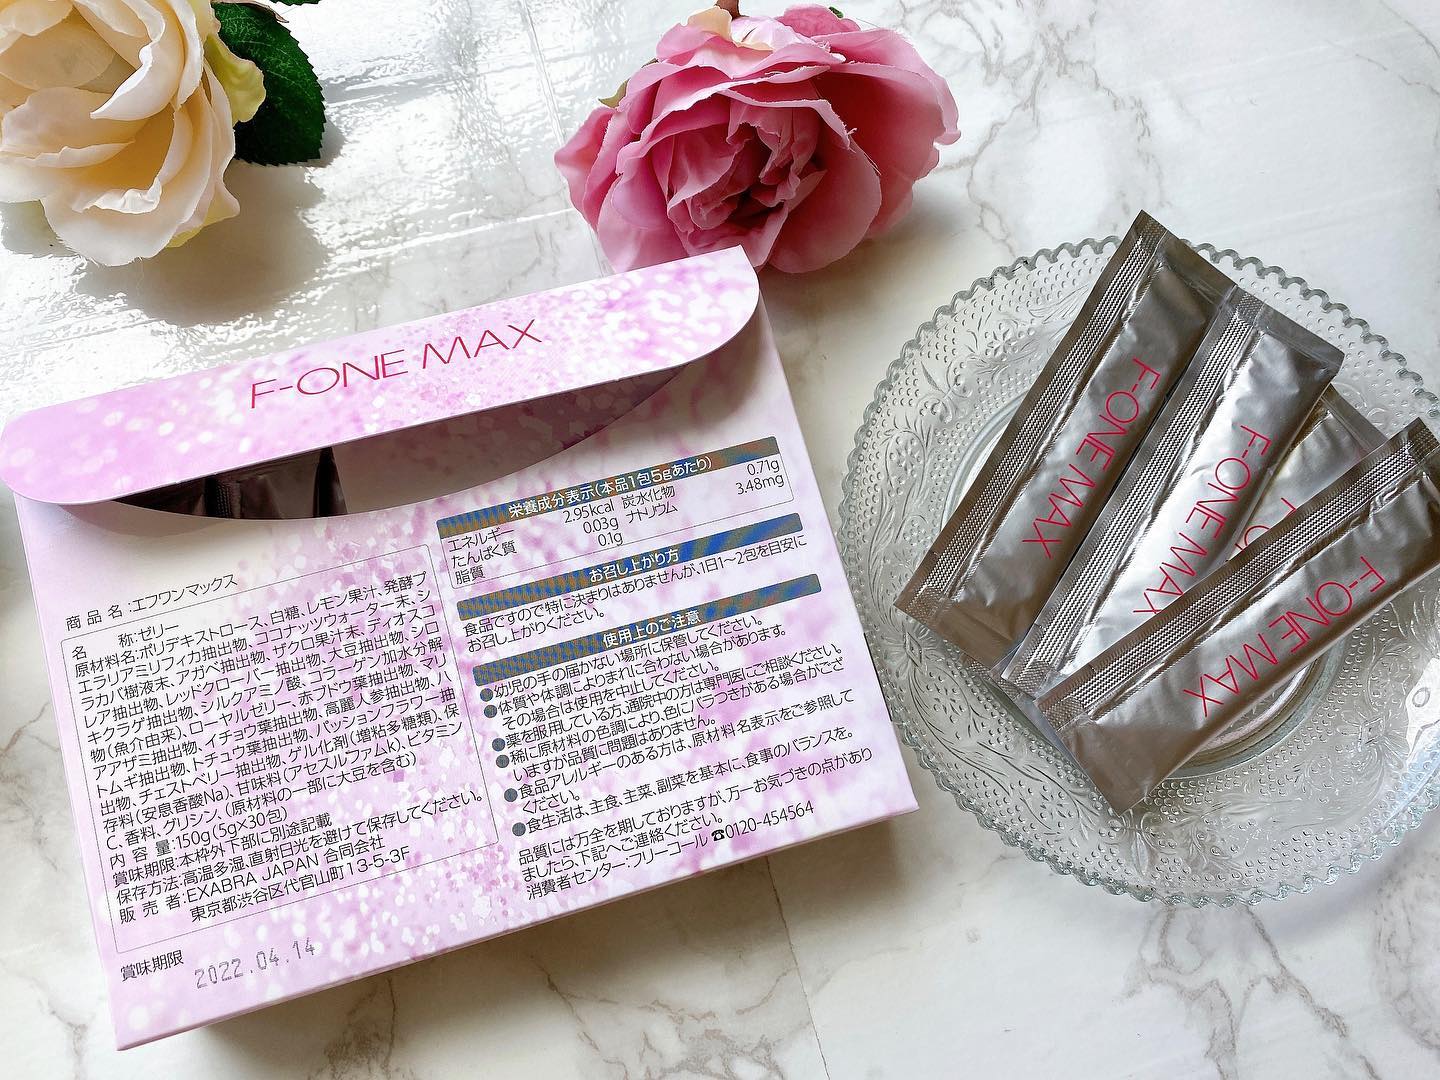 F-ONE MAX
商品名:エフワンマックス
名称:ゼリー
原材料名:ポリデキストロース、白糖、レモン果汁、発酵プ
エラリアミリフィカ抽出物、ココナッツウォーター末、シ
ラカバ樹液末、アガベ抽出物、ザクロ果汁末、ディオスコ
レア抽出物、レッドクローバー抽出物、大豆抽出物、シロ
キクラゲ抽出物、シルクアミノ酸、コラーゲン加水分解
物(魚介由来)、ローヤルゼリー、赤ブドウ葉抽出物、マリ
アアザミ抽出物、イチョウ葉抽出物、高麗人参抽出物、ハ
トムギ抽出物、トチュウ葉抽出物、パッションフラワー抽
出物、チェストベリー抽出物、ゲル化剤(増粘多糖類)、保
存料(安息香酸Na)、甘味料(アセスルファムk)、ビタミン
C、香料、グリシン、(原材料の一部に大豆を含む)
内容量:150g(5g×30包)
賞味期限:本枠外下部に別途記載
保存方法:高温多湿、直射日光を避けて保存してください。
販売者:EXABRA JAPAN 合同会社
東京都渋谷区代官山町13-5-3F
賞味期限 2022.04.14
栄養成分表示(本品1包5gあたり)
エネルギー 2.95kcal 炭水化物 0.71g
たんぱく質 0.03g ナトリウム 3.48mg
脂質 0.1g
お召し上がり方
食品ですので特に決まりはありませんが、1日1〜2包を目安に
お召し上がりください。
使用上のご注意
●幼児の手の届かない場所に保管してください。
●体質や体調によりまれに合わない場合があります。
その場合は使用を中止してください。
●薬を服用している方、通院中の方は専門医にご相談ください。
●稀に原材料の色調により、色にバラつきがある場合がござ
いますが品質に問題はありません。
●食品アレルギーのある方は、原材料名表示をご参照して
ください。
●食生活は、主食、主菜、副菜を基本に、食事のバランスを。
品質には万全を期しておりますが、万一お気づきの点があり
ましたら、下記へご連絡ください。
消費者センター:フリーコール ☎0120-454564
F-ONE MAX
F-ONE MAX
F-ONE MAX